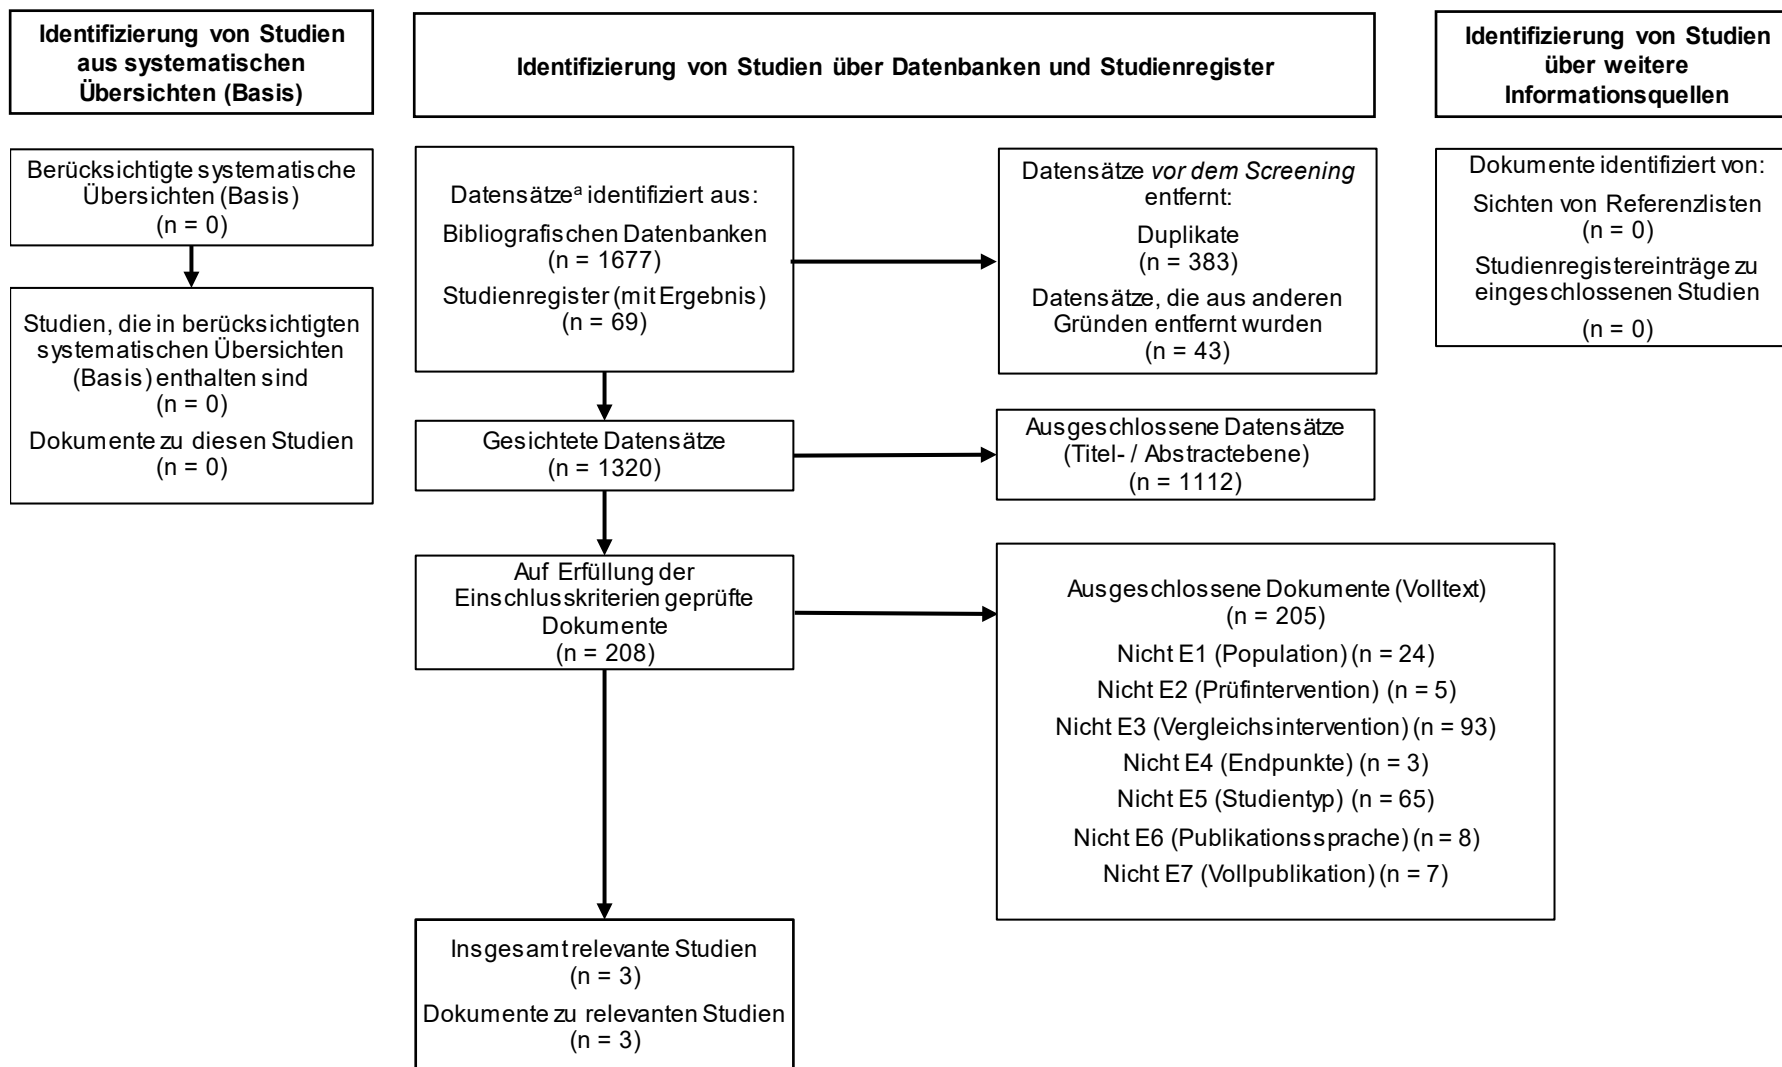 Identifizierung von Studien
aus systematischen
Übersichten (Basis)
Identifizierung von Studien über Datenbanken und Studienregister
Identifizierung von Studien
über weitere
Informationsquellen
Berücksichtigte systematische
Übersichten (Basis)
(n = 0)
Studien, die in berücksichtigten
systematischen Übersichten
(Basis) enthalten sind
(n = 0)
Dokumente zu diesen Studien
(n = 0)
Datensätzeᵃ identifiziert aus:
Bibliografischen Datenbanken
(n = 1677)
Studienregister (mit Ergebnis)
(n = 69)
Datensätze vor dem Screening
entfernt:
Duplikate
(n = 383)
Datensätze, die aus anderen
Gründen entfernt wurden
(n = 43)
Dokumente identifiziert von:
Sichten von Referenzlisten
(n = 0)
Studienregistereinträge zu
eingeschlossenen Studien
(n = 0)
Gesichtete Datensätze
(n = 1320)
Ausgeschlossene Datensätze
(Titel- / Abstractebene)
(n = 1112)
Auf Erfüllung der
Einschlusskriterien geprüfte
Dokumente
(n = 208)
Ausgeschlossene Dokumente (Volltext)
(n = 205)
Nicht E1 (Population) (n = 24)
Nicht E2 (Prüfintervention) (n = 5)
Nicht E3 (Vergleichsintervention) (n = 93)
Nicht E4 (Endpunkte) (n = 3)
Nicht E5 (Studientyp) (n = 65)
Nicht E6 (Publikationssprache) (n = 8)
Nicht E7 (Vollpublikation) (n = 7)
Insgesamt relevante Studien
(n = 3)
Dokumente zu relevanten Studien
(n = 3)